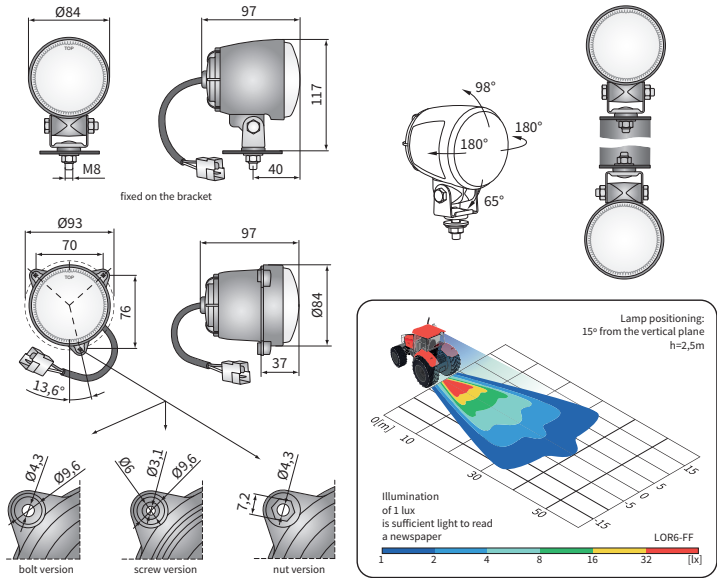 Ø84
97
TOP
117
M8
40
fixed on the bracket
98°
180°
180°
65°
Ø93
70
97
TOP
76
Ø84
13,6°
37
Ø4,3
Ø9,6
Ø6
Ø3,1
Ø9,6
Ø4,3
7,2
bolt version
screw version
nut version
Lamp positioning:
15º from the vertical plane
h=2,5m
0[m]
10
30
50
15
5
0
-5
-15
Illumination
of 1 lux
is sufficient light to read
a newspaper
LOR6-FF
1 2 4 8 16 32 [lx]